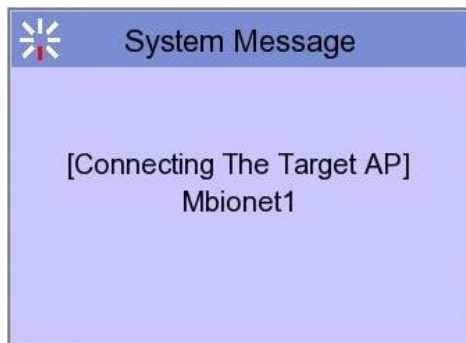 System Message
[Connecting The Target AP]
Mbionet1